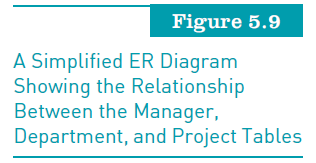 Figure 5.9
A Simplified ER Diagram
Showing the Relationship
Between the Manager,
Department, and Project Tables